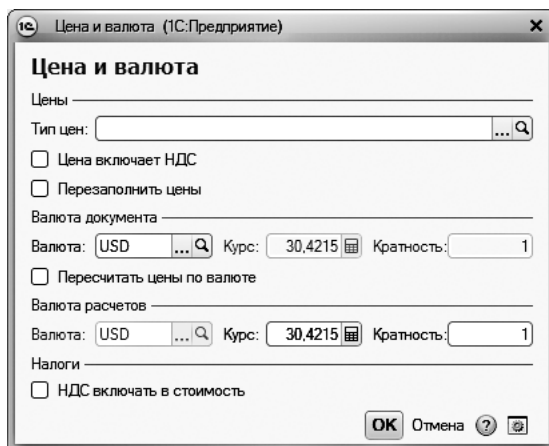 1С Цена и валюта (1С:Предприятие)
Цена и валюта
Цены
Тип цен: ...
Цена включает НДС
Перезаполнить цены
Валюта документа
Валюта: USD ... Курс: 30,4215 Кратность: 1
Пересчитать цены по валюте
Валюта расчетов
Валюта: USD ... Курс: 30,4215 Кратность: 1
Налоги
НДС включать в стоимость
OK Отмена ?